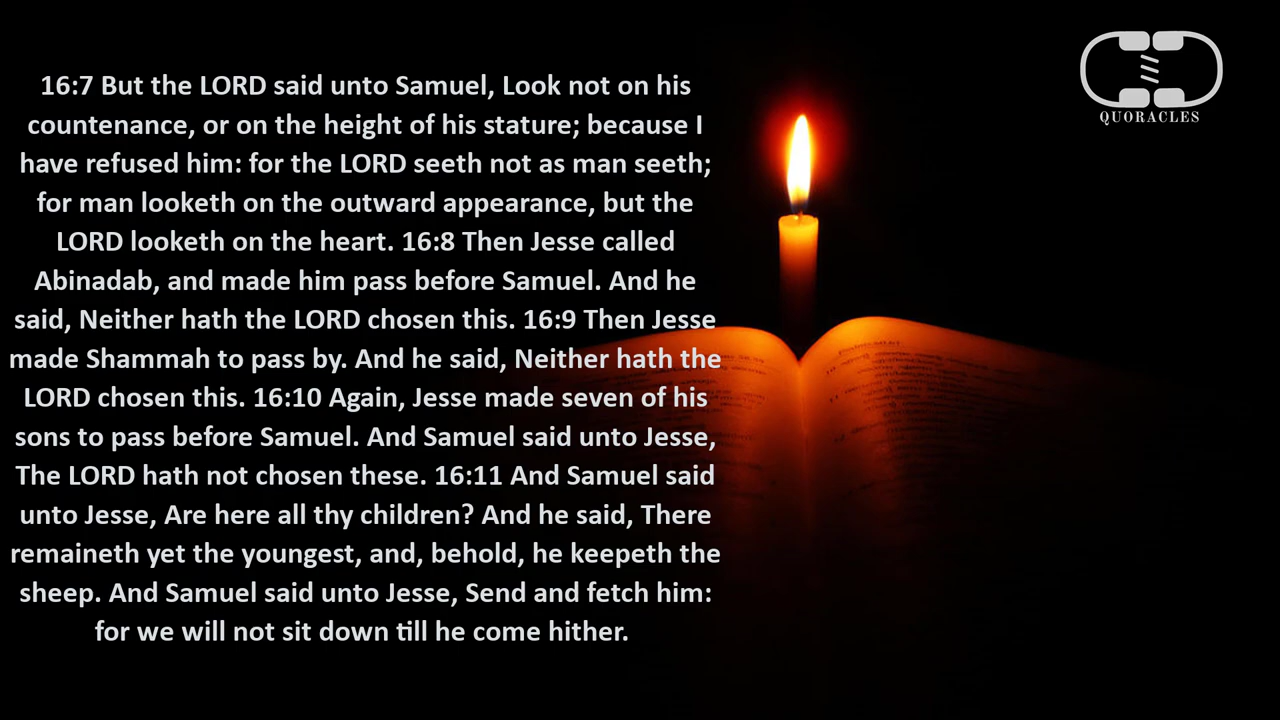 16:7 But the LORD said unto Samuel, Look not on his
countenance, or on the height of his stature; because I
have refused him: for the LORD seeth not as man seeth;
for man looketh on the outward appearance, but the
LORD looketh on the heart. 16:8 Then Jesse called
Abinadab, and made him pass before Samuel. And he
said, Neither hath the LORD chosen this. 16:9 Then Jesse
made Shammah to pass by. And he said, Neither hath the
LORD chosen this. 16:10 Again, Jesse made seven of his
sons to pass before Samuel. And Samuel said unto Jesse,
The LORD hath not chosen these. 16:11 And Samuel said
unto Jesse, Are here all thy children? And he said, There
remaineth yet the youngest, and, behold, he keepeth the
sheep. And Samuel said unto Jesse, Send and fetch him:
for we will not sit down till he come hither.
QUORACLES